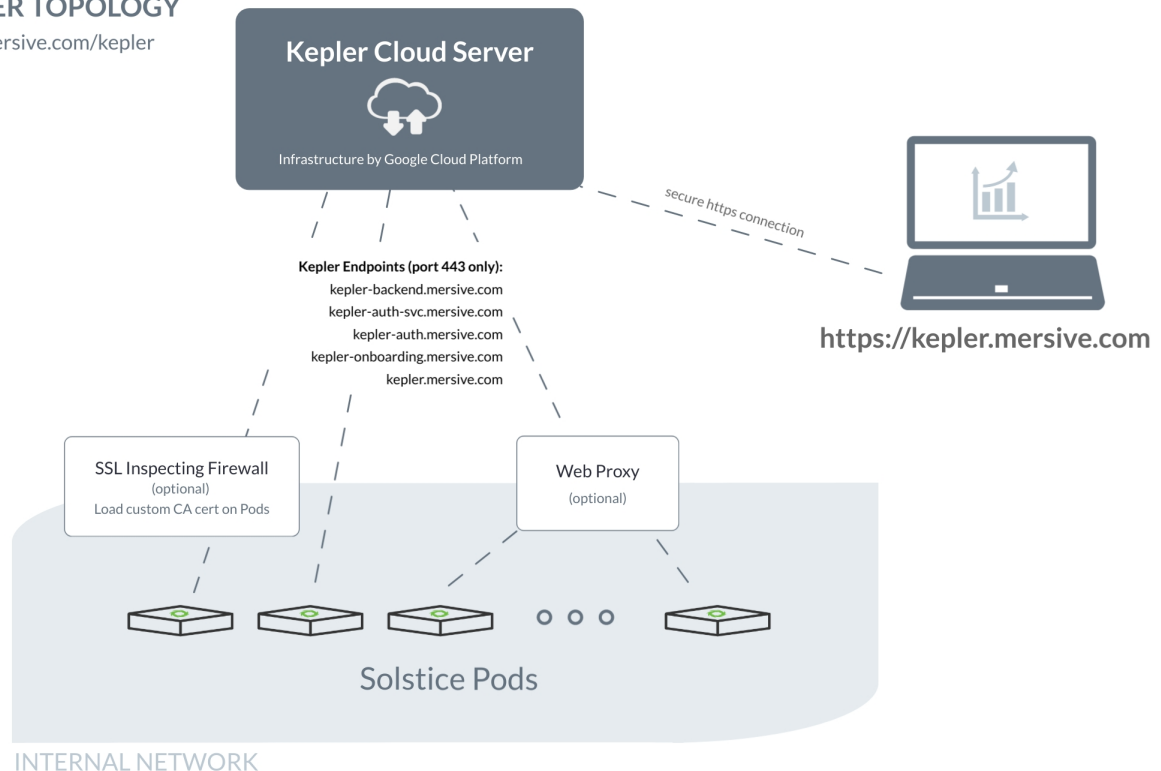 ER TOPOLOGY
ersive.com/kepler
Kepler Cloud Server
Infrastructure by Google Cloud Platform
secure https connection
https://kepler.mersive.com
Kepler Endpoints (port 443 only):
kepler-backend.mersive.com
kepler-auth-svc.mersive.com
kepler-auth.mersive.com
kepler-onboarding.mersive.com
kepler.mersive.com
SSL Inspecting Firewall
(optional)
Load custom CA cert on Pods
Web Proxy
(optional)
Solstice Pods
INTERNAL NETWORK